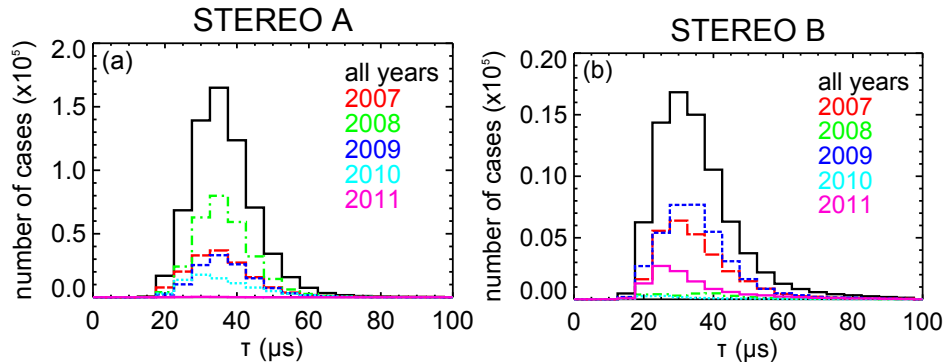 STEREO A
(a)
all years
2007
2008
2009
2010
2011
number of cases (x10⁵)
2.0
1.5
1.0
0.5
0.0
0 20 40 60 80 100
τ (µs)
STEREO B
(b)
all years
2007
2008
2009
2010
2011
number of cases (x10⁵)
0.20
0.15
0.10
0.05
0.00
0 20 40 60 80 100
τ (µs)